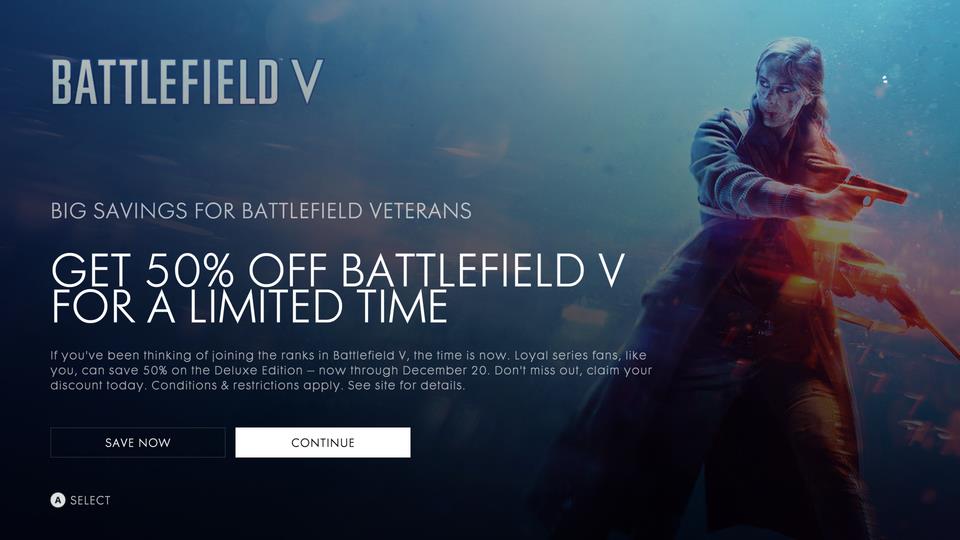 BATTLEFIELD V
BIG SAVINGS FOR BATTLEFIELD VETERANS
GET 50% OFF BATTLEFIELD V
FOR A LIMITED TIME
If you've been thinking of joining the ranks in Battlefield V, the time is now. Loyal series fans, like
you, can save 50% on the Deluxe Edition – now through December 20. Don't miss out, claim your
discount today. Conditions & restrictions apply. See site for details.
SAVE NOW
CONTINUE
A SELECT